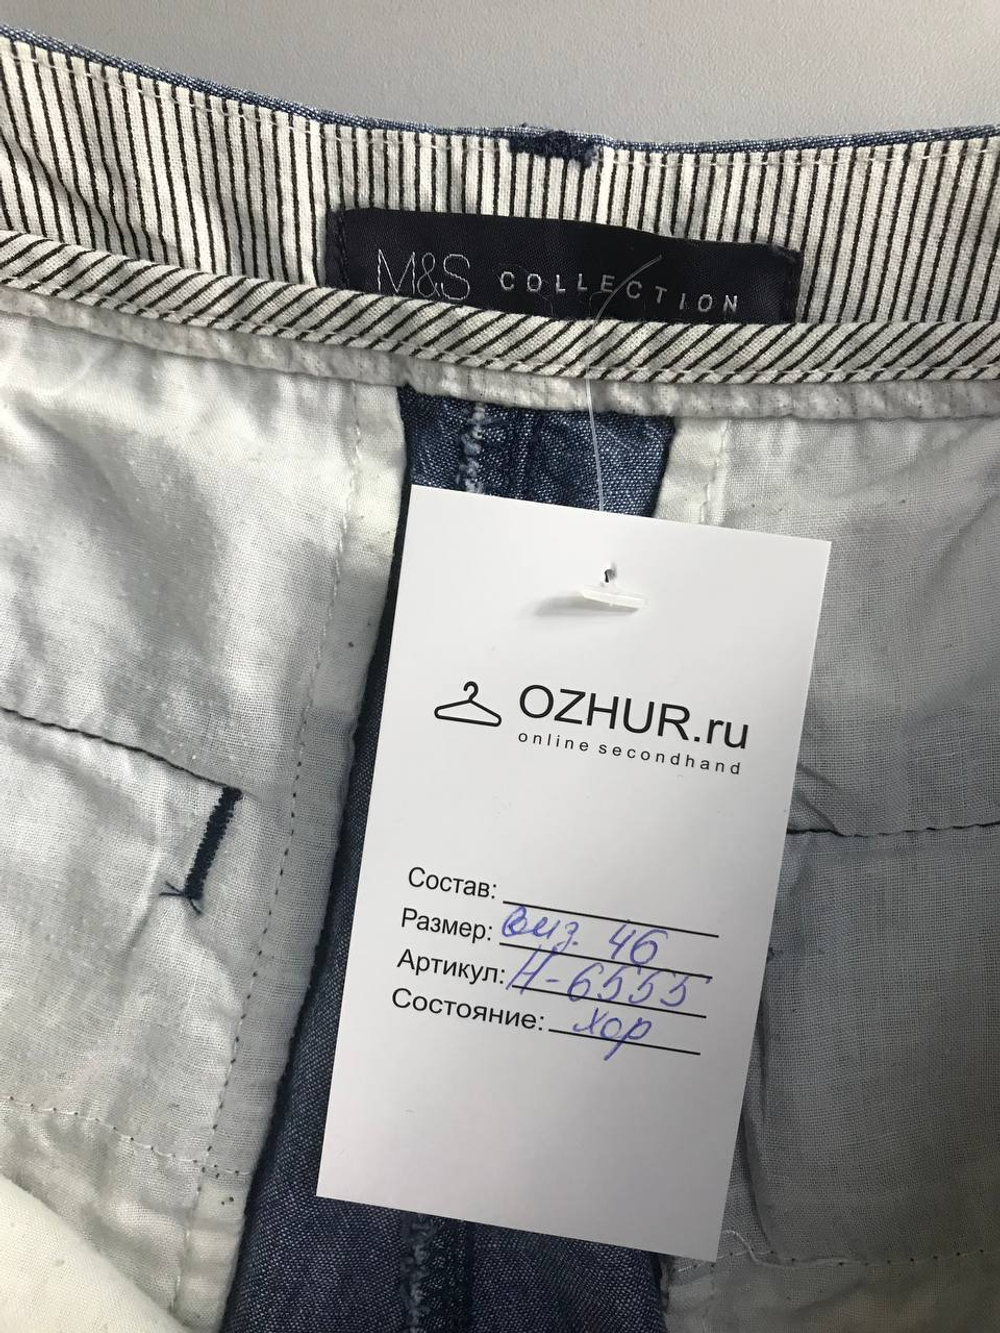 M&S COLLECTION
OZHUR.ru
online secondhand
Состав:
Размер: виз. 46
Артикул: Н-6555
Состояние: хор